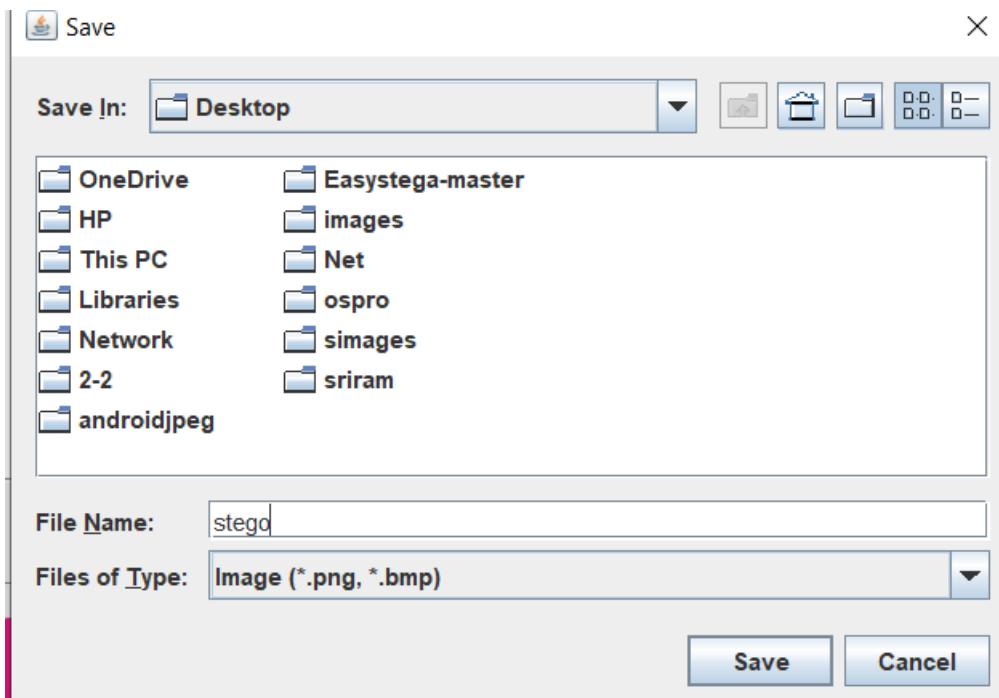 Save
Save In: Desktop
OneDrive
HP
This PC
Libraries
Network
2-2
androidjpeg
Easystega-master
images
Net
ospro
simages
sriram
File Name: stego
Files of Type: Image (*.png, *.bmp)
Save Cancel